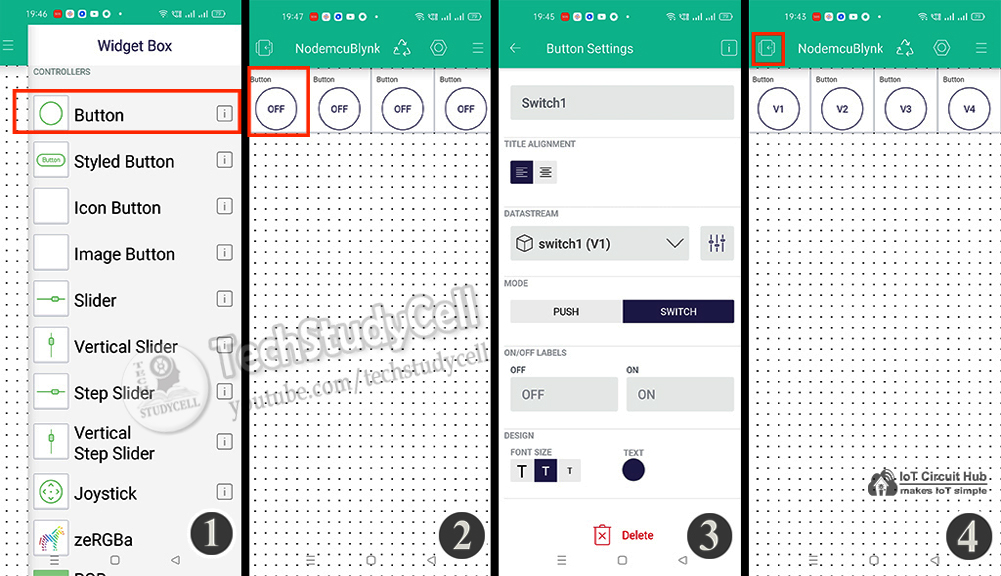 19:46
Widget Box
CONTROLLERS
Button
Button
Styled Button
Icon Button
Image Button
Slider
Vertical Slider
Step Slider
Vertical
Step Slider
Joystick
zeRGBa
1
19:47
NodemcuBlynk
Button
Button
Button
Button
OFF
OFF
OFF
OFF
2
19:45
Button Settings
Switch1
TITLE ALIGNMENT
DATASTREAM
switch1 (V1)
MODE
PUSH
SWITCH
ON/OFF LABELS
OFF
ON
OFF
ON
DESIGN
FONT SIZE
TEXT
T T T
Delete
3
19:43
NodemcuBlynk
Button
Button
Button
Button
V1
V2
V3
V4
IoT Circuit Hub
makes IoT simple
4
TechStudyCell
youtube.com/techstudycell
TECH
STUDYCELL